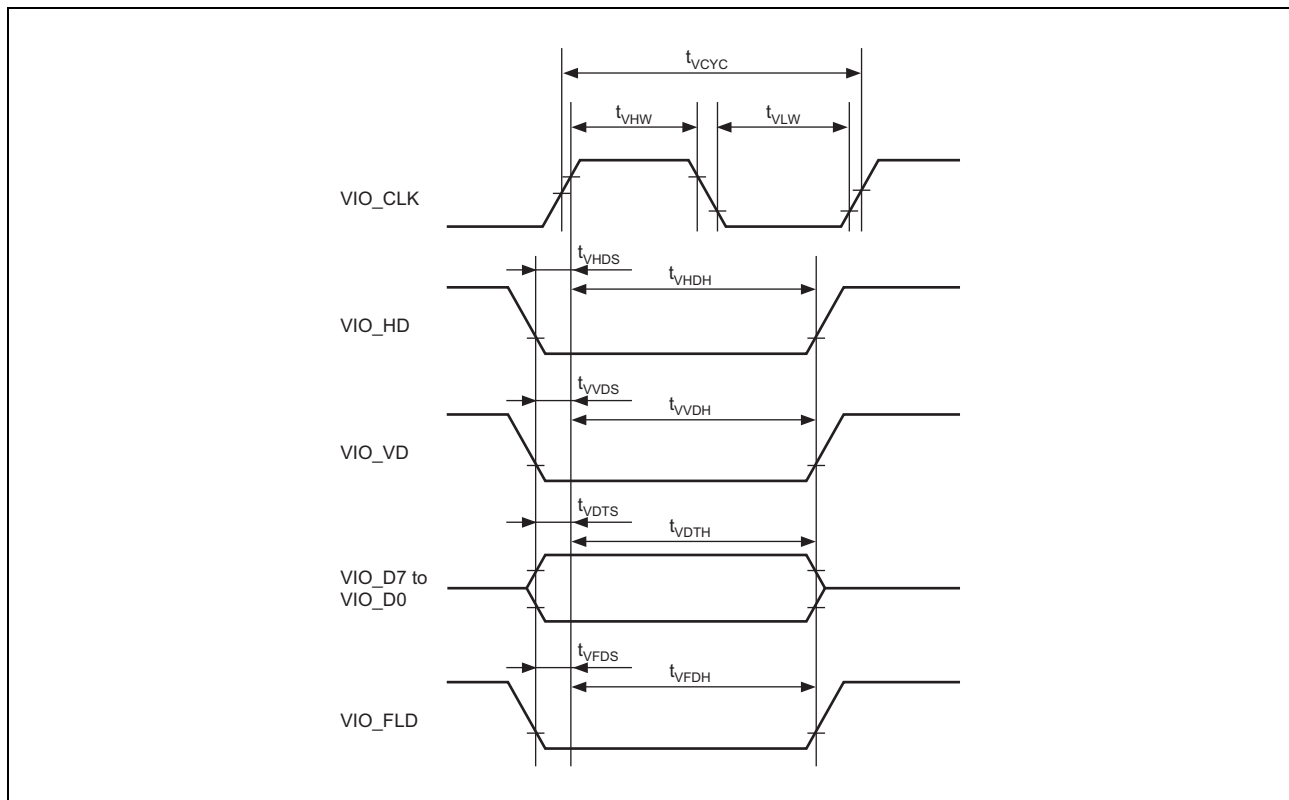 tVCYC
tVHW
tVLW
VIO_CLK
tVHDS
tVHDH
VIO_HD
tVVDS
tVVDH
VIO_VD
tVDTS
tVDTH
VIO_D7 to
VIO_D0
tVFDS
tVFDH
VIO_FLD